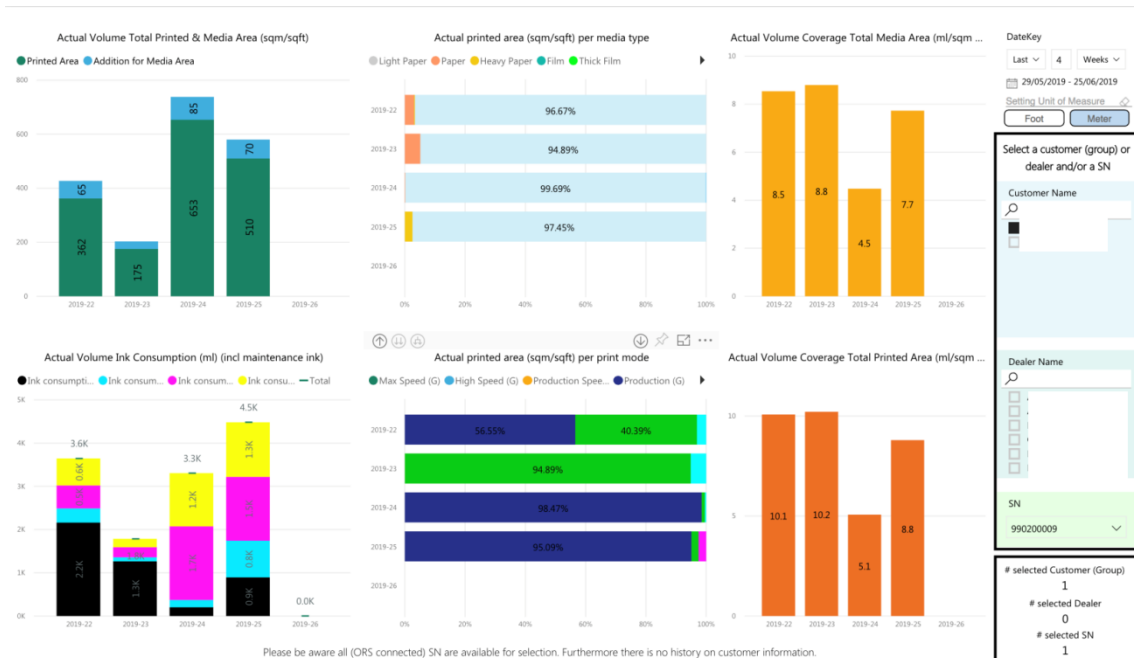 Actual Volume Total Printed & Media Area (sqm/sqft)
Printed Area Addition for Media Area
800
600
400
200
0
65
362
175
85
653
70
510
2019-22 2019-23 2019-24 2019-25 2019-26
Actual printed area (sqm/sqft) per media type
Light Paper Paper Heavy Paper Film Thick Film
2019-22 96.67%
2019-23 94.89%
2019-24 99.69%
2019-25 97.45%
2019-26
0% 20% 40% 60% 80% 100%
Actual Volume Coverage Total Media Area (ml/sqm ...
10
8
6
4
2
0
8.5 8.8 4.5 7.7
2019-22 2019-23 2019-24 2019-25 2019-26
DateKey
Last 4 Weeks
29/05/2019 - 25/06/2019
Setting Unit of Measure
Foot Meter
Select a customer (group) or
dealer and/or a SN
Customer Name
Dealer Name
SN
990200009
# selected Customer (Group)
1
# selected Dealer
0
# selected SN
1
Actual Volume Ink Consumption (ml) (incl maintenance ink)
Ink consumpti... Ink consum... Ink consum... Ink consu... Total
5K
4K
3K
2K
1K
0K
3.6K
0.6K
2.2K
1.3K
3.3K
1.2K
4.5K
1.3K
0.8K
0.9K
0.0K
2019-22 2019-23 2019-24 2019-25 2019-26
Actual printed area (sqm/sqft) per print mode
Max Speed (G) High Speed (G) Production Spee... Production (G)
2019-22 56.55% 40.39%
2019-23 94.89%
2019-24 98.47%
2019-25 95.09%
2019-26
0% 20% 40% 60% 80% 100%
Actual Volume Coverage Total Printed Area (ml/sqm ...
10
5
0
10.1 10.2 5.1 8.8
2019-22 2019-23 2019-24 2019-25 2019-26
Please be aware all (ORS connected) SN are available for selection. Furthermore there is no history on customer information.